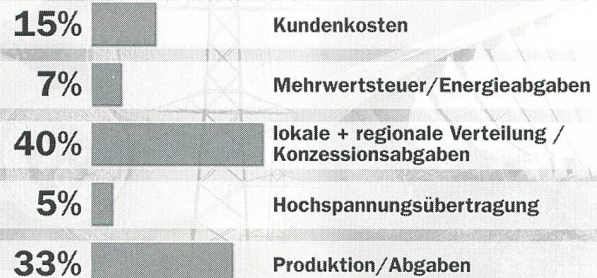 15% Kundenkosten
7% Mehrwertsteuer/Energieabgaben
40% lokale + regionale Verteilung /
Konzessionsabgaben
5% Hochspannungsübertragung
33% Produktion/Abgaben